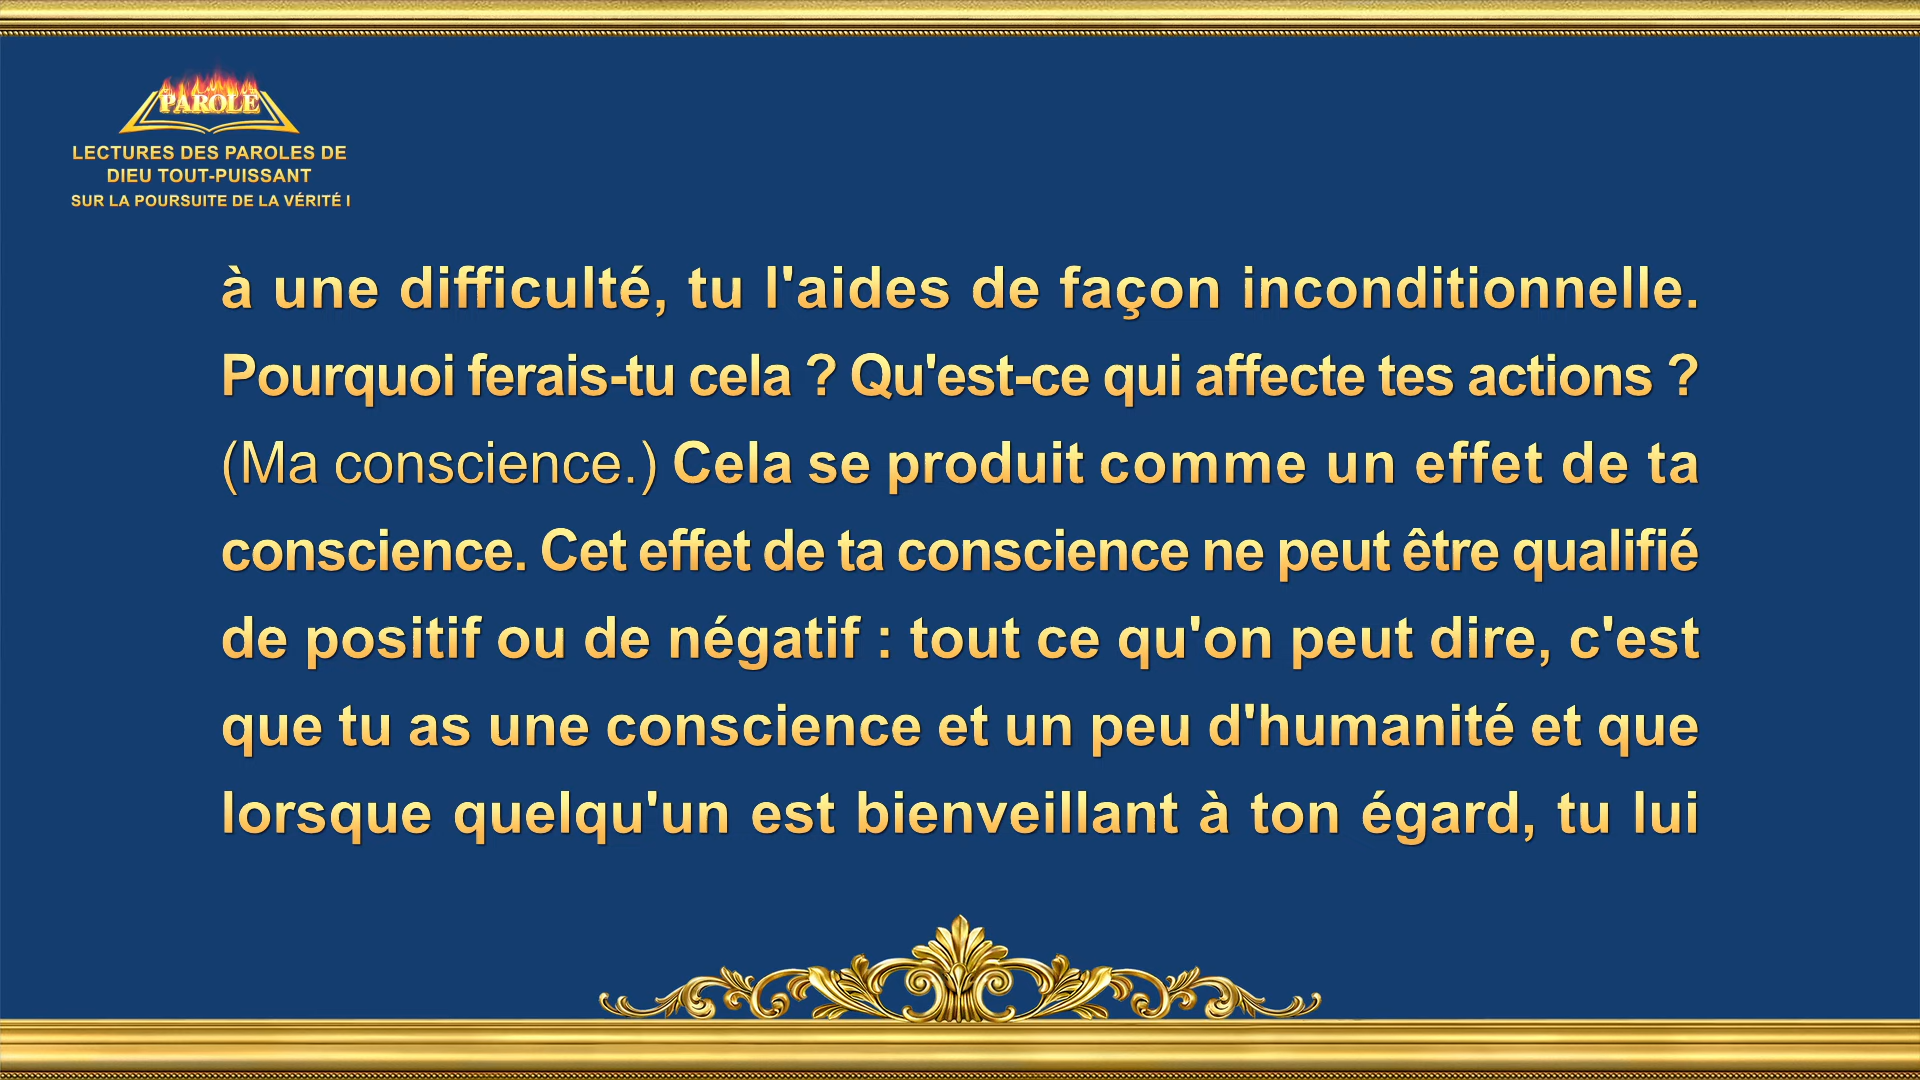 PAROLE
LECTURES DES PAROLES DE
DIEU TOUT-PUISSANT
SUR LA POURSUITE DE LA VÉRITÉ I
à une difficulté, tu l'aides de façon inconditionnelle.
Pourquoi ferais-tu cela ? Qu'est-ce qui affecte tes actions ?
(Ma conscience.) Cela se produit comme un effet de ta
conscience. Cet effet de ta conscience ne peut être qualifié
de positif ou de négatif : tout ce qu'on peut dire, c'est
que tu as une conscience et un peu d'humanité et que
lorsque quelqu'un est bienveillant à ton égard, tu lui